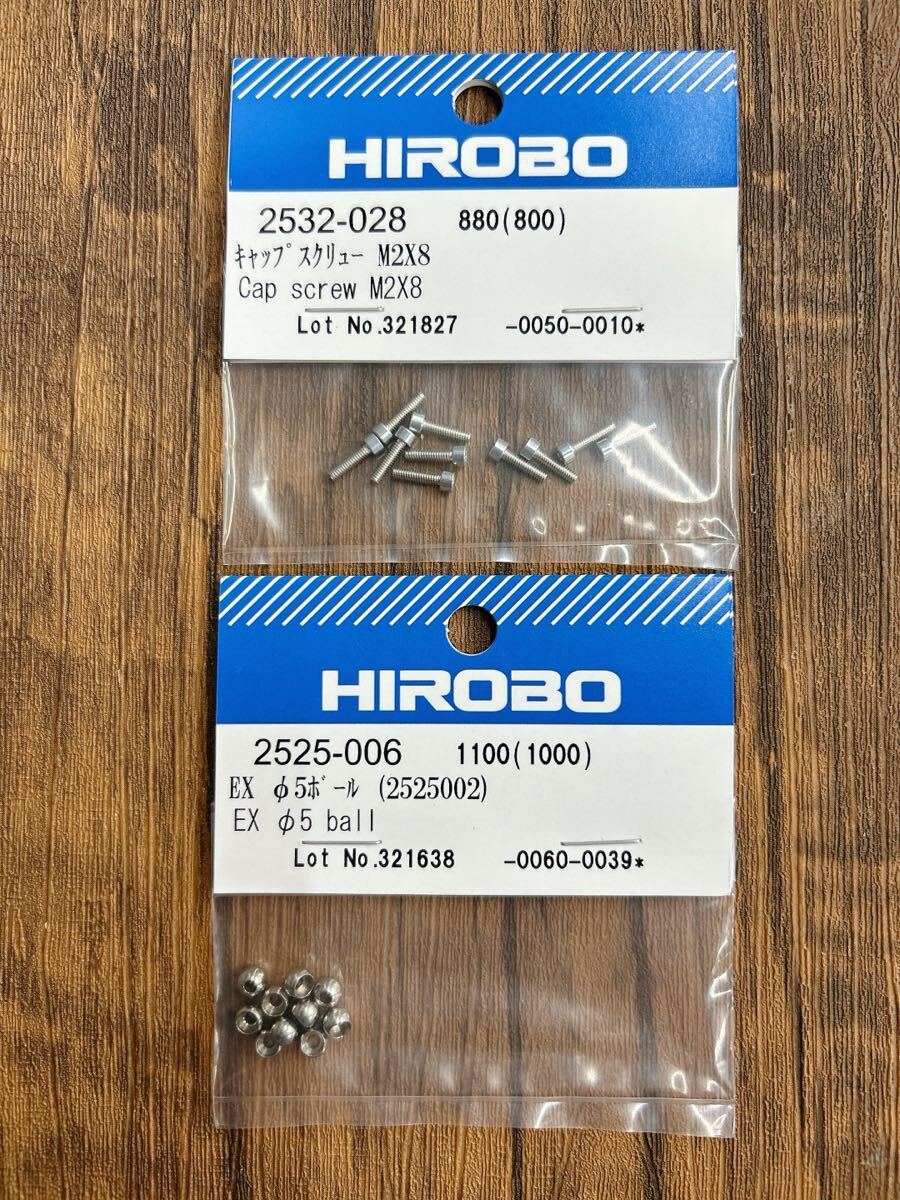 HIROBO
2532-028 880(800)
ｷｬｯﾌﾟｽｸﾘｭｰ M2X8
Cap screw M2X8
Lot No.321827 -0050-0010*
HIROBO
2525-006 1100(1000)
EX φ5ﾎﾞｰﾙ (2525002)
EX φ5 ball
Lot No.321638 -0060-0039*